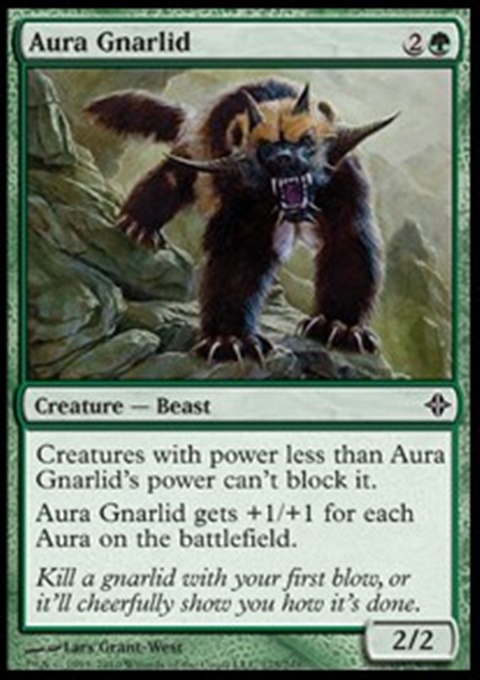 Aura Gnarlid 2
Creature — Beast
Creatures with power less than Aura
Gnarlid's power can't block it.
Aura Gnarlid gets +1/+1 for each
Aura on the battlefield.
Kill a gnarlid with your first blow, or
it'll cheerfully show you how it's done.
Lars Grant-West
2/2